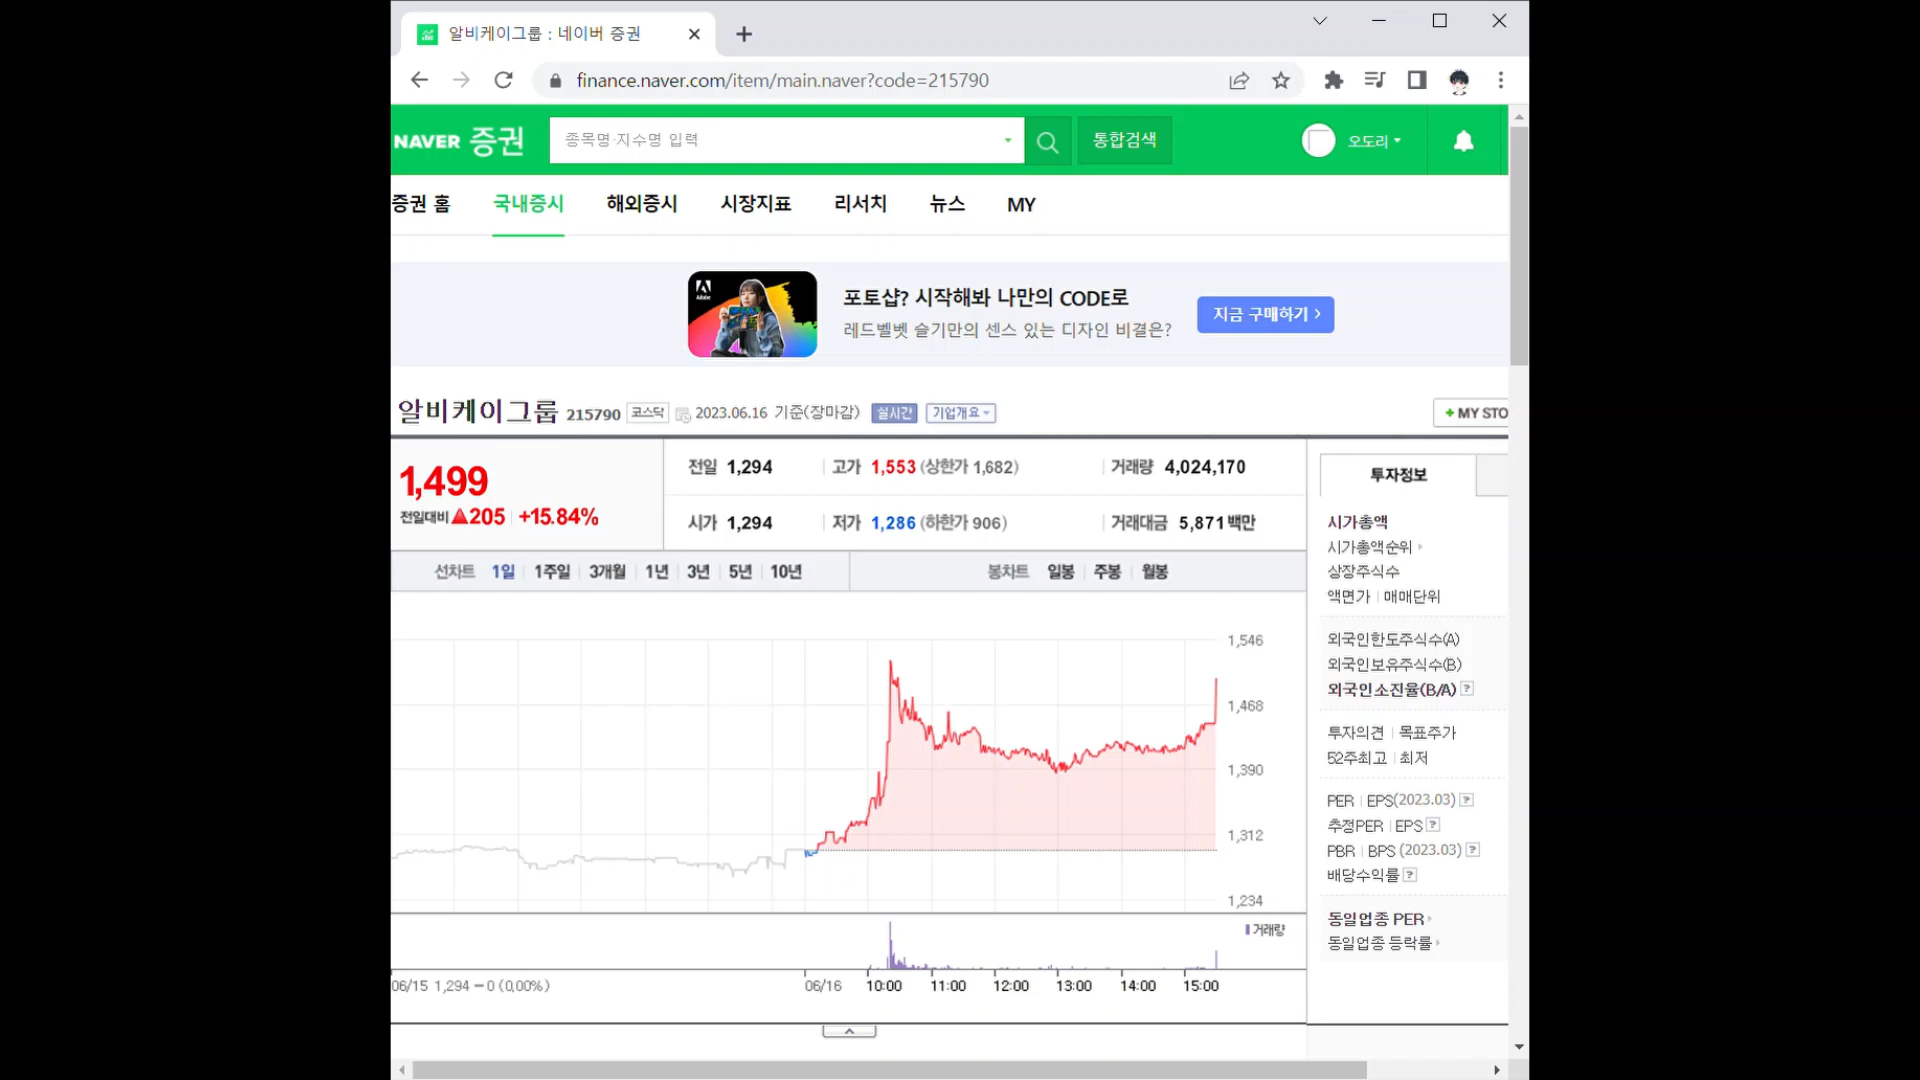 알비케이그룹 : 네이버 증권
finance.naver.com/item/main.naver?code=215790
NAVER 증권
종목명·지수명 입력
통합검색
오도리
증권 홈 국내증시 해외증시 시장지표 리서치 뉴스 MY
Adobe
포토샵? 시작해봐 나만의 CODE로
레드벨벳 슬기만의 센스 있는 디자인 비결은?
지금 구매하기 >
알비케이그룹 215790 코스닥 2023.06.16 기준(장마감) 실시간 기업개요
+ MY STO
1,499
전일대비 ▲205 +15.84%
전일 1,294 고가 1,553 (상한가 1,682) 거래량 4,024,170
시가 1,294 저가 1,286 (하한가 906) 거래대금 5,871 백만
선차트 1일 1주일 3개월 1년 3년 5년 10년
봉차트 일봉 주봉 월봉
1,546
1,468
1,390
1,312
1,234
거래량
06/15 1,294 − 0 (0.00%)
06/16 10:00 11:00 12:00 13:00 14:00 15:00
투자정보
시가총액
시가총액순위
상장주식수
액면가 | 매매단위
외국인한도주식수(A)
외국인보유주식수(B)
외국인소진율(B/A) ?
투자의견 | 목표주가
52주최고 | 최저
PER | EPS(2023.03) ?
추정PER | EPS ?
PBR | BPS (2023.03) ?
배당수익률 ?
동일업종 PER
동일업종 등락률